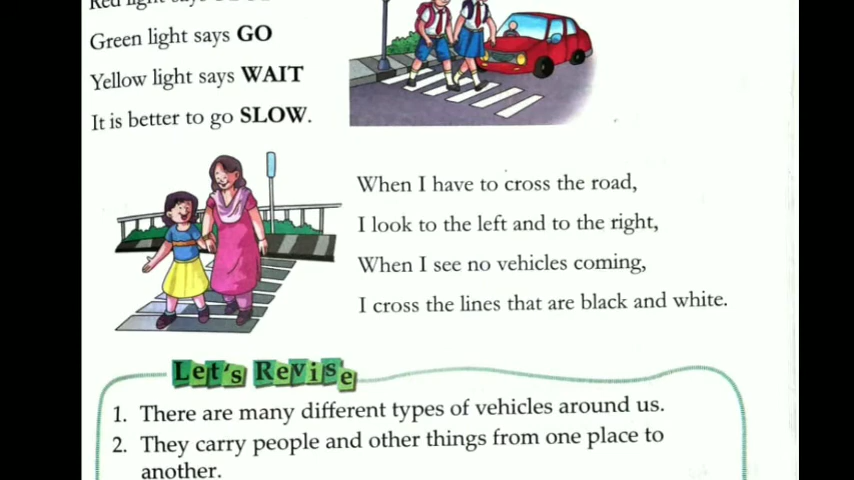 Red light says
Green light says GO
Yellow light says WAIT
It is better to go SLOW.
When I have to cross the road,
I look to the left and to the right,
When I see no vehicles coming,
I cross the lines that are black and white.
Let's Revise
1. There are many different types of vehicles around us.
2. They carry people and other things from one place to
another.